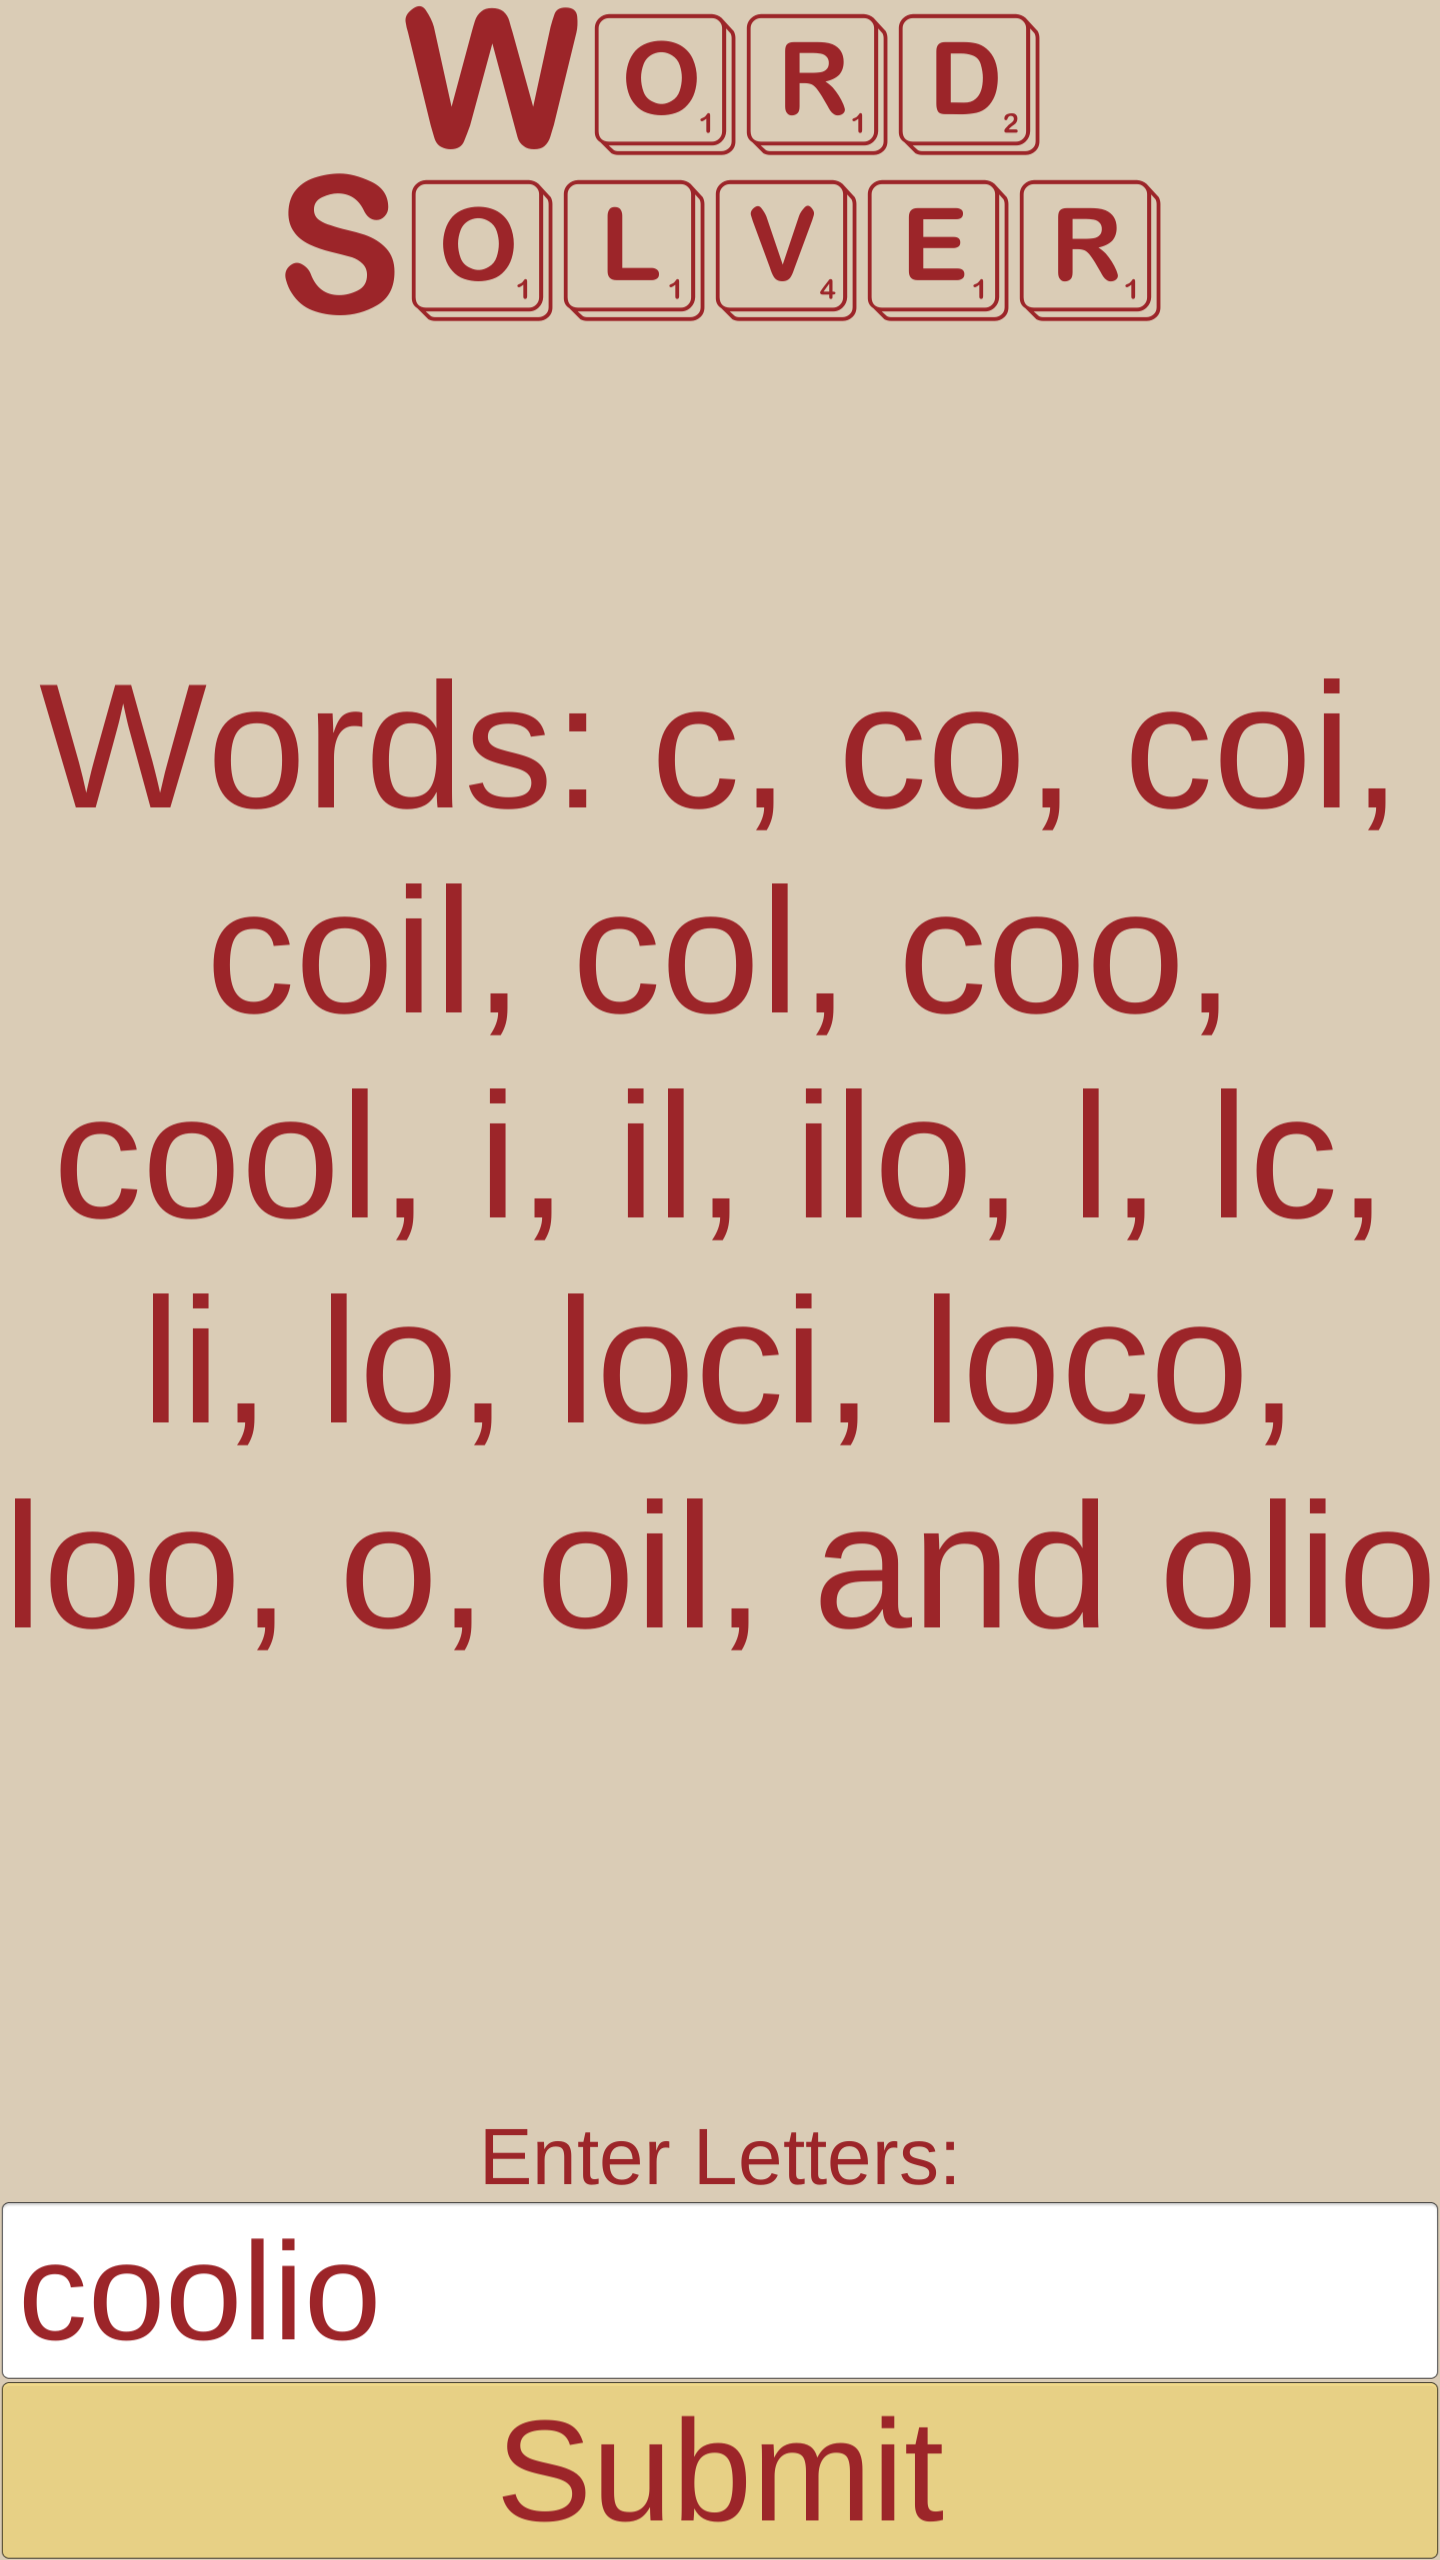 WORD
SOLVER
Words: c, co, coi,
coil, col, coo,
cool, i, il, ilo, l, lc,
li, lo, loci, loco,
loo, o, oil, and olio
Enter Letters:
coolio
Submit